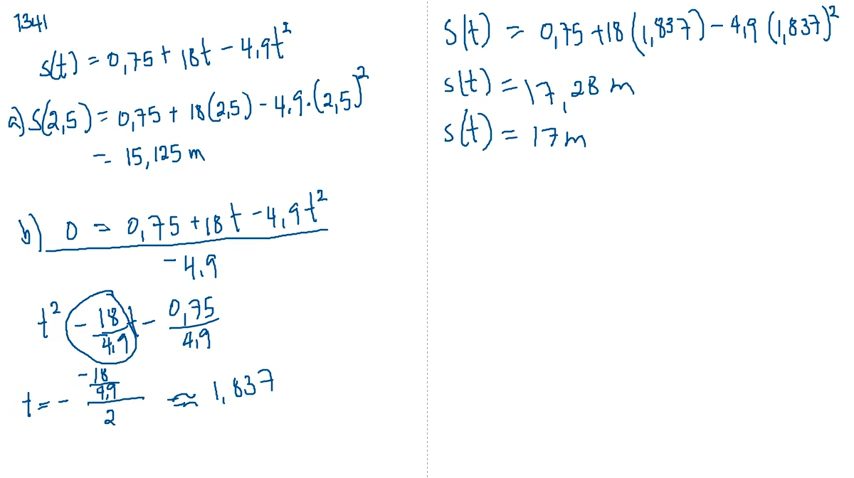 1341
s(t) = 0,75 + 18t - 4,9t²
a) s(2,5) = 0,75 + 18(2,5) - 4,9·(2,5)²
= 15,125 m
b) 0 = 0,75 + 18t - 4,9t²
-4,9
t² - 18/4,9 t - 0,75/4,9
t = - (-18/4,9)/2 ≈ 1,837
s(t) = 0,75 + 18(1,837) - 4,9(1,837)²
s(t) = 17,28 m
s(t) = 17 m